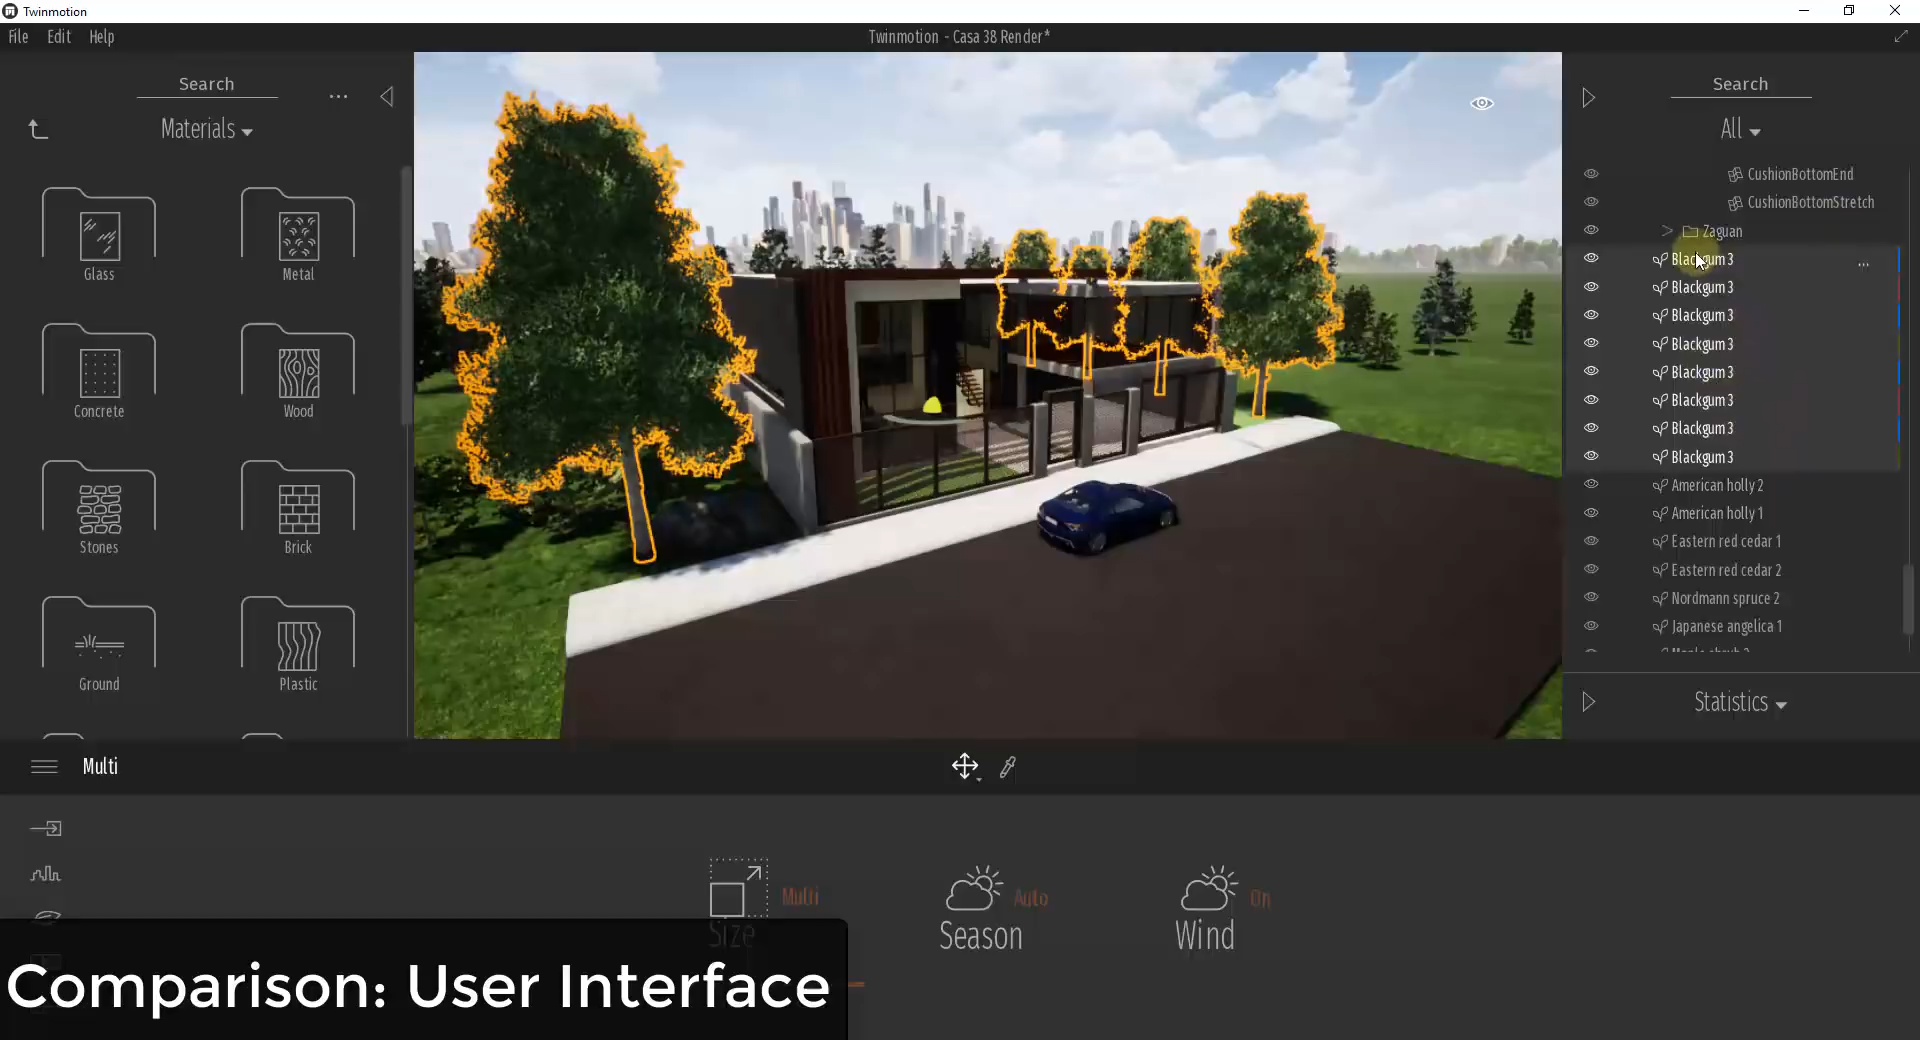 Twinmotion
File Edit Help
Twinmotion - Casa 38 Render*
Search
Materials
Glass
Metal
Concrete
Wood
Stones
Brick
Ground
Plastic
Search
All
CushionBottomEnd
CushionBottomStretch
Zaguan
Blackgum 3
Blackgum 3
Blackgum 3
Blackgum 3
Blackgum 3
Blackgum 3
Blackgum 3
Blackgum 3
American holly 2
American holly 1
Eastern red cedar 1
Eastern red cedar 2
Nordmann spruce 2
Japanese angelica 1
Statistics
Multi
Multi
Size
Auto
Season
On
Wind
Comparison: User Interface